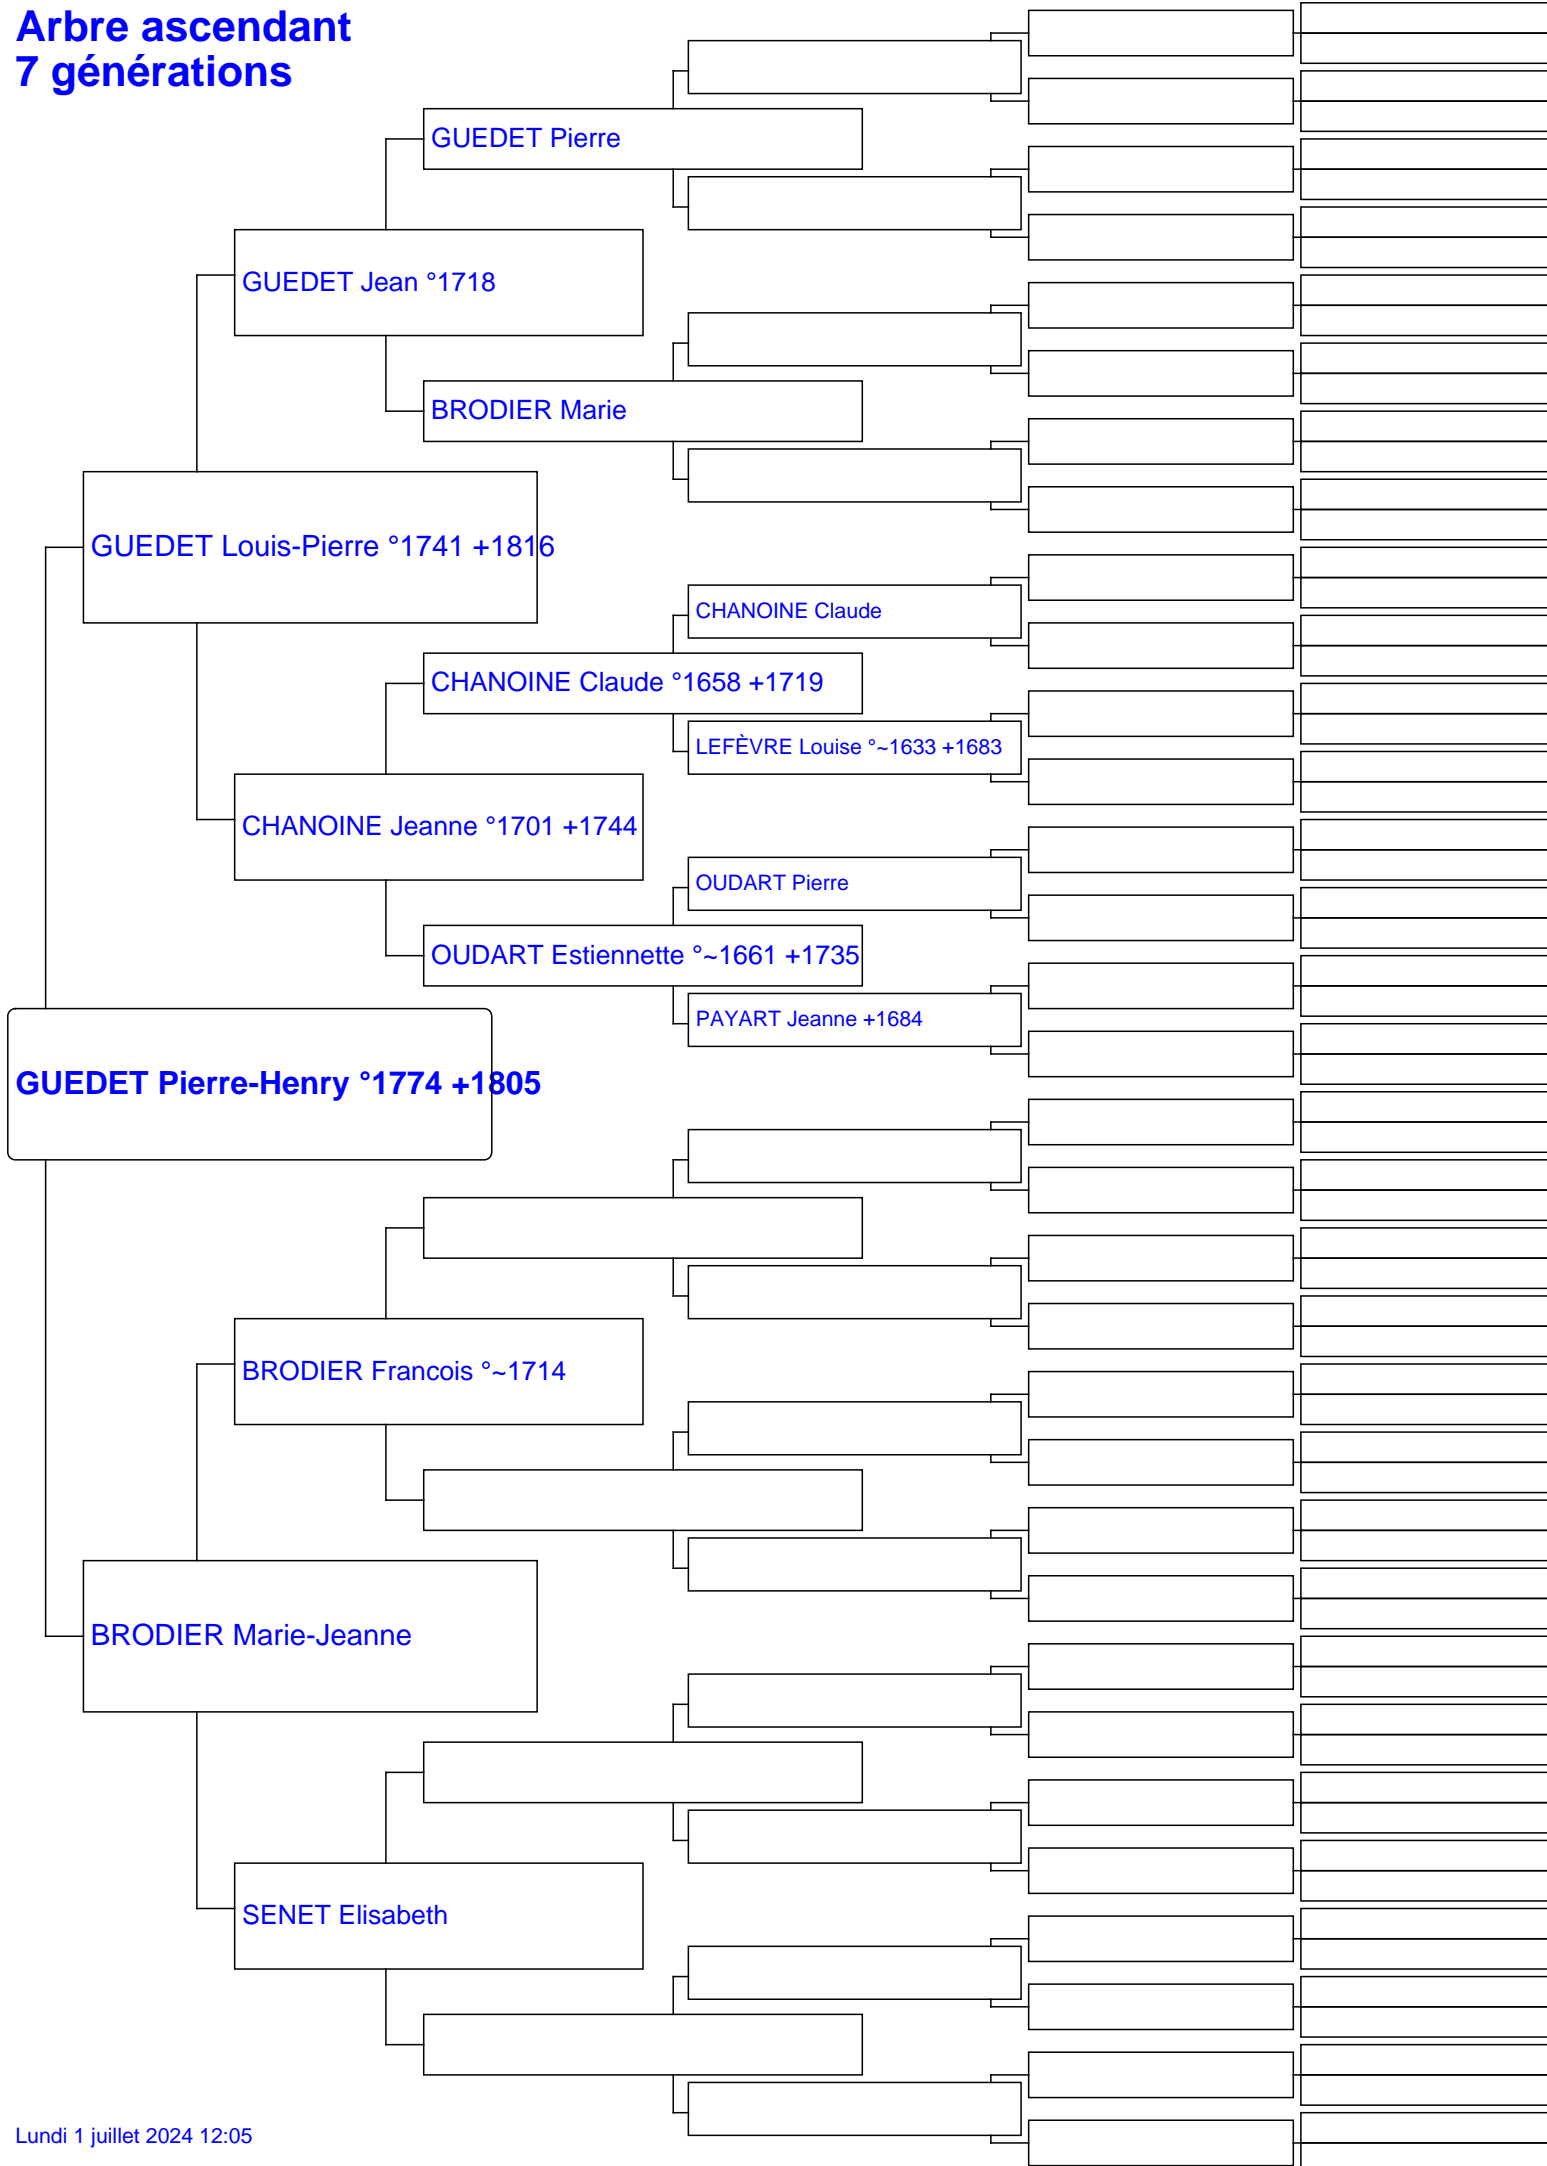 Arbre ascendant
7 générations
GUEDET Pierre
GUEDET Jean °1718
BRODIER Marie
GUEDET Louis-Pierre °1741 +1816
CHANOINE Claude
CHANOINE Claude °1658 +1719
LEFÈVRE Louise °~1633 +1683
CHANOINE Jeanne °1701 +1744
OUDART Pierre
OUDART Estiennette °~1661 +1735
PAYART Jeanne +1684
GUEDET Pierre-Henry °1774 +1805
BRODIER Francois °~1714
BRODIER Marie-Jeanne
SENET Elisabeth
Lundi 1 juillet 2024 12:05